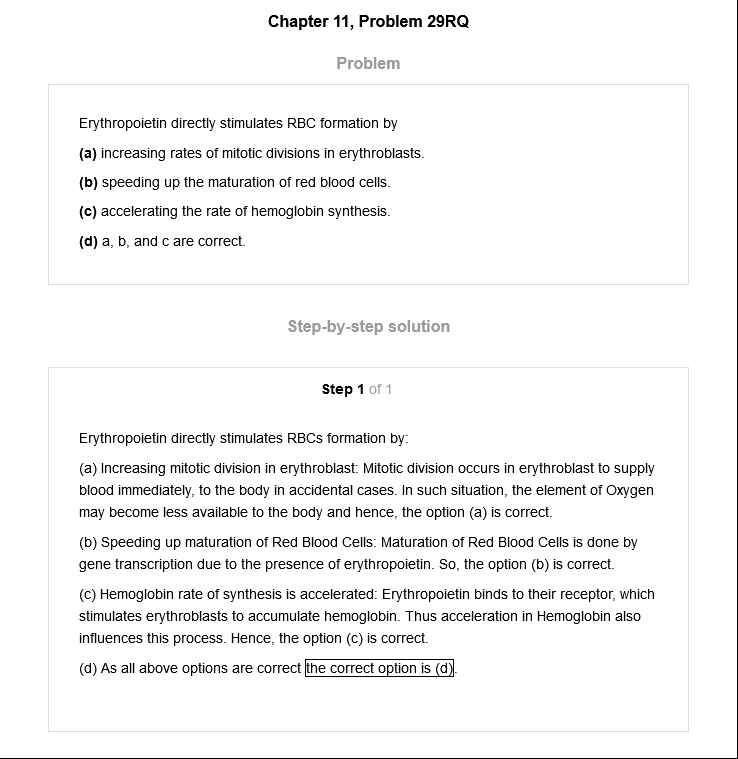 Chapter 11, Problem 29RQ
Problem
Erythropoietin directly stimulates RBC formation by
(a) increasing rates of mitotic divisions in erythroblasts.
(b) speeding up the maturation of red blood cells.
(c) accelerating the rate of hemoglobin synthesis.
(d) a, b, and c are correct.
Step-by-step solution
Step 1 of 1
Erythropoietin directly stimulates RBCs formation by:
(a) Increasing mitotic division in erythroblast: Mitotic division occurs in erythroblast to supply
blood immediately, to the body in accidental cases. In such situation, the element of Oxygen
may become less available to the body and hence, the option (a) is correct.
(b) Speeding up maturation of Red Blood Cells: Maturation of Red Blood Cells is done by
gene transcription due to the presence of erythropoietin. So, the option (b) is correct.
(c) Hemoglobin rate of synthesis is accelerated: Erythropoietin binds to their receptor, which
stimulates erythroblasts to accumulate hemoglobin. Thus acceleration in Hemoglobin also
influences this process. Hence, the option (c) is correct.
(d) As all above options are correct the correct option is (d).